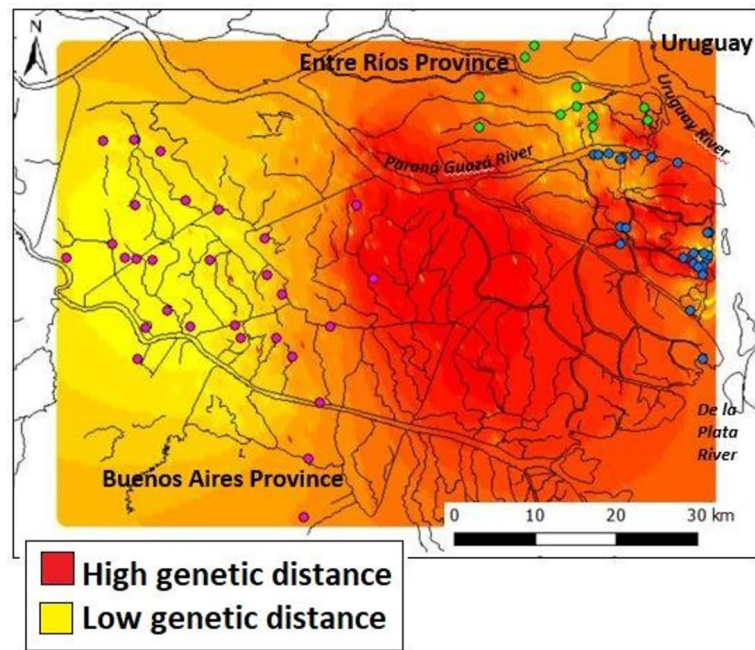 N
Uruguay
Entre Ríos Province
Uruguay River
Paraná Guazú River
De la
Plata
River
Buenos Aires Province
0 10 20 30 km
High genetic distance
Low genetic distance